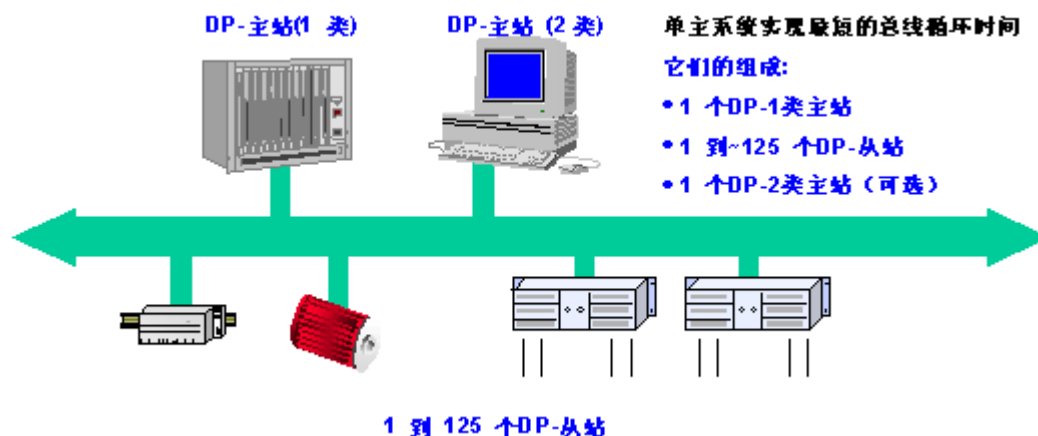 DP-主站(1 类)
DP-主站 (2 类)
单主系统实现最短的总线循环时间
它们的组成:
•1 个DP-1类主站
•1 到~125 个DP-从站
•1 个DP-2类主站（可选）
1 到 125 个DP-从站